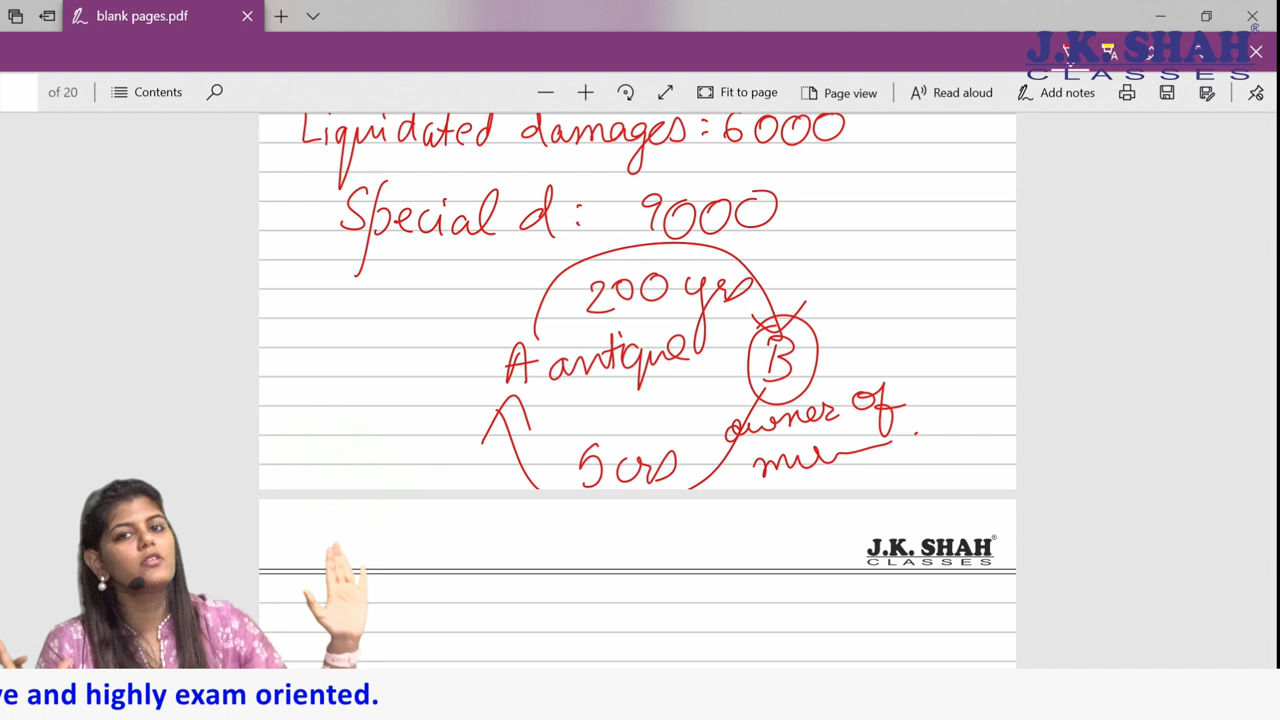 blank pages.pdf
J.K. SHAH®
CLASSES
of 20
Contents
Fit to page
Page view
Read aloud
Add notes
Liquidated damages : 6000
Special d : 9000
200 yrs
A antique
B
owner of
5 crs
J.K. SHAH®
CLASSES
ve and highly exam oriented.